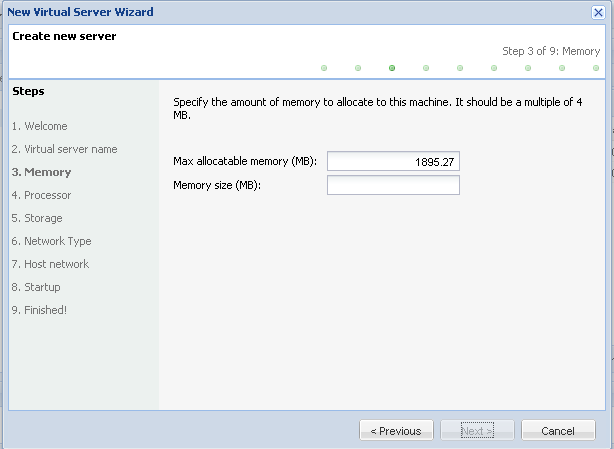 New Virtual Server Wizard
Create new server
Step 3 of 9: Memory
Steps
1. Welcome
2. Virtual server name
3. Memory
4. Processor
5. Storage
6. Network Type
7. Host network
8. Startup
9. Finished!
Specify the amount of memory to allocate to this machine. It should be a multiple of 4
MB.
Max allocatable memory (MB): 1895.27
Memory size (MB):
< Previous Next > Cancel